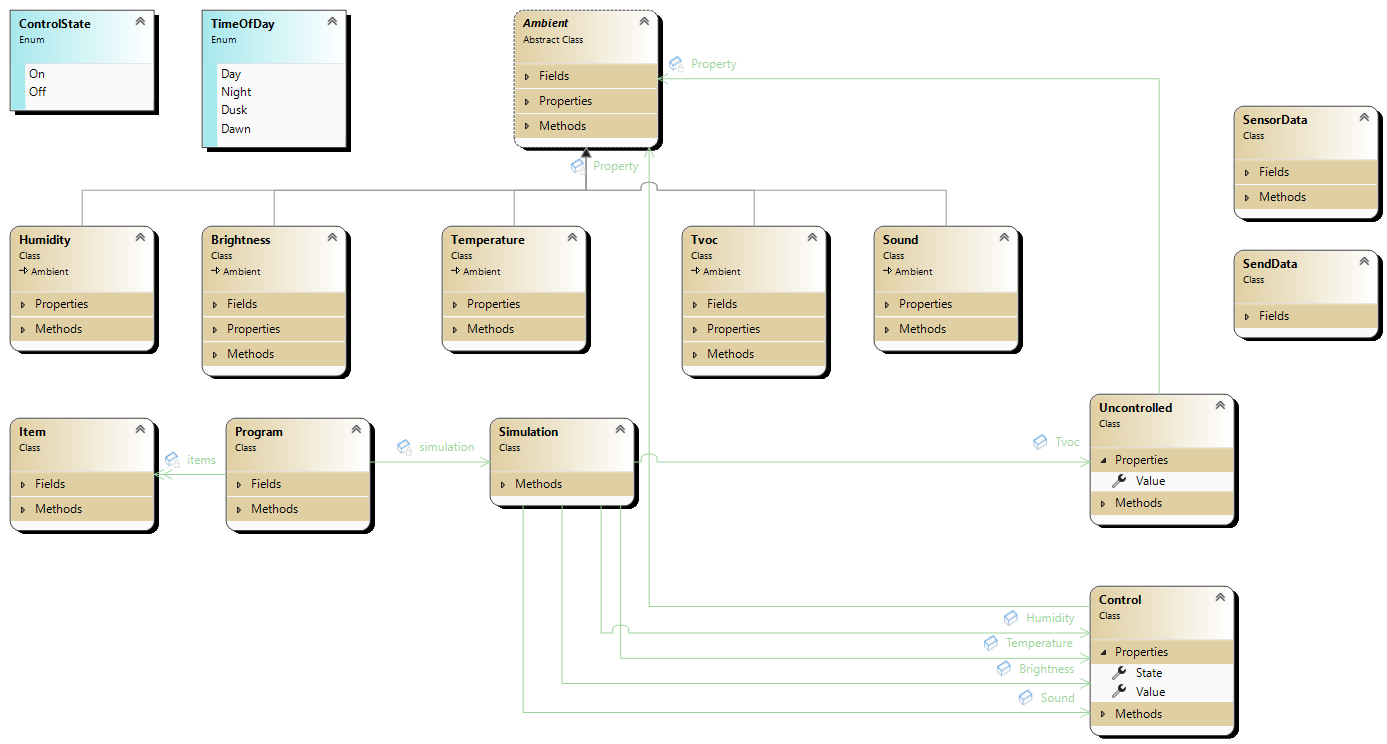 ControlState
Enum
On
Off
TimeOfDay
Enum
Day
Night
Dusk
Dawn
Ambient
Abstract Class
Fields
Properties
Methods
Property
Property
SensorData
Class
Fields
Methods
SendData
Class
Fields
Humidity
Class
Ambient
Properties
Methods
Brightness
Class
Ambient
Fields
Properties
Methods
Temperature
Class
Ambient
Properties
Methods
Tvoc
Class
Ambient
Fields
Properties
Methods
Sound
Class
Ambient
Properties
Methods
Item
Class
Fields
Methods
items
Program
Class
Fields
Methods
simulation
Simulation
Class
Methods
Tvoc
Uncontrolled
Class
Properties
Value
Methods
Humidity
Temperature
Brightness
Sound
Control
Class
Properties
State
Value
Methods